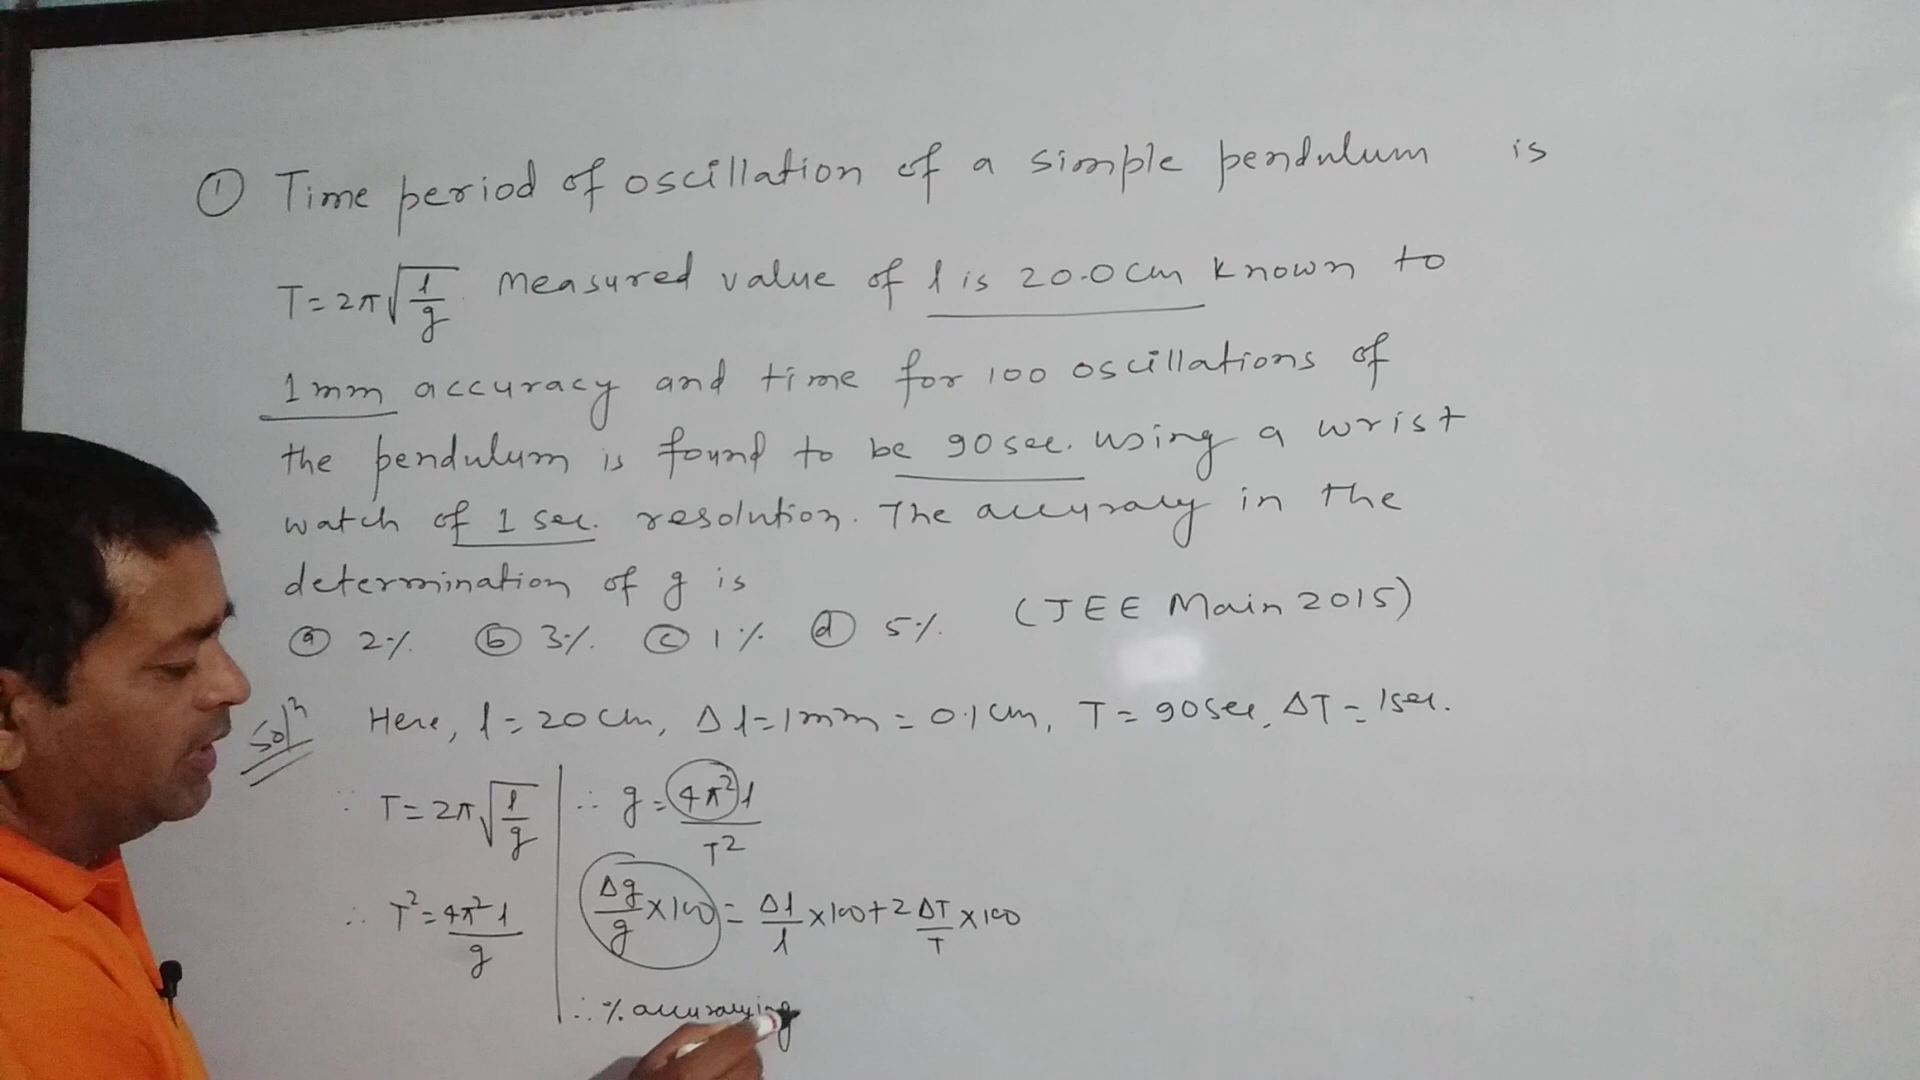 ① Time period of oscillation of a simple pendulum is
T=2π√(l/g) measured value of l is 20.0cm known to
1mm accuracy and time for 100 oscillations of
the pendulum is found to be 90sec. using a wrist
watch of 1 sec. resolution. The accuracy in the
determination of g is
ⓐ 2% ⓑ 3% ⓒ 1% ⓓ 5% (JEE Main 2015)
Solⁿ Here, l=20cm, Δl=1mm=0.1cm, T=90sec, ΔT=1sec.
∵ T=2π√(l/g)
∴ T²=4π²l/g
∴ g=4π²l/T²
Δg/g×100=Δl/l×100+2ΔT/T×100
∴ % accuracy in g